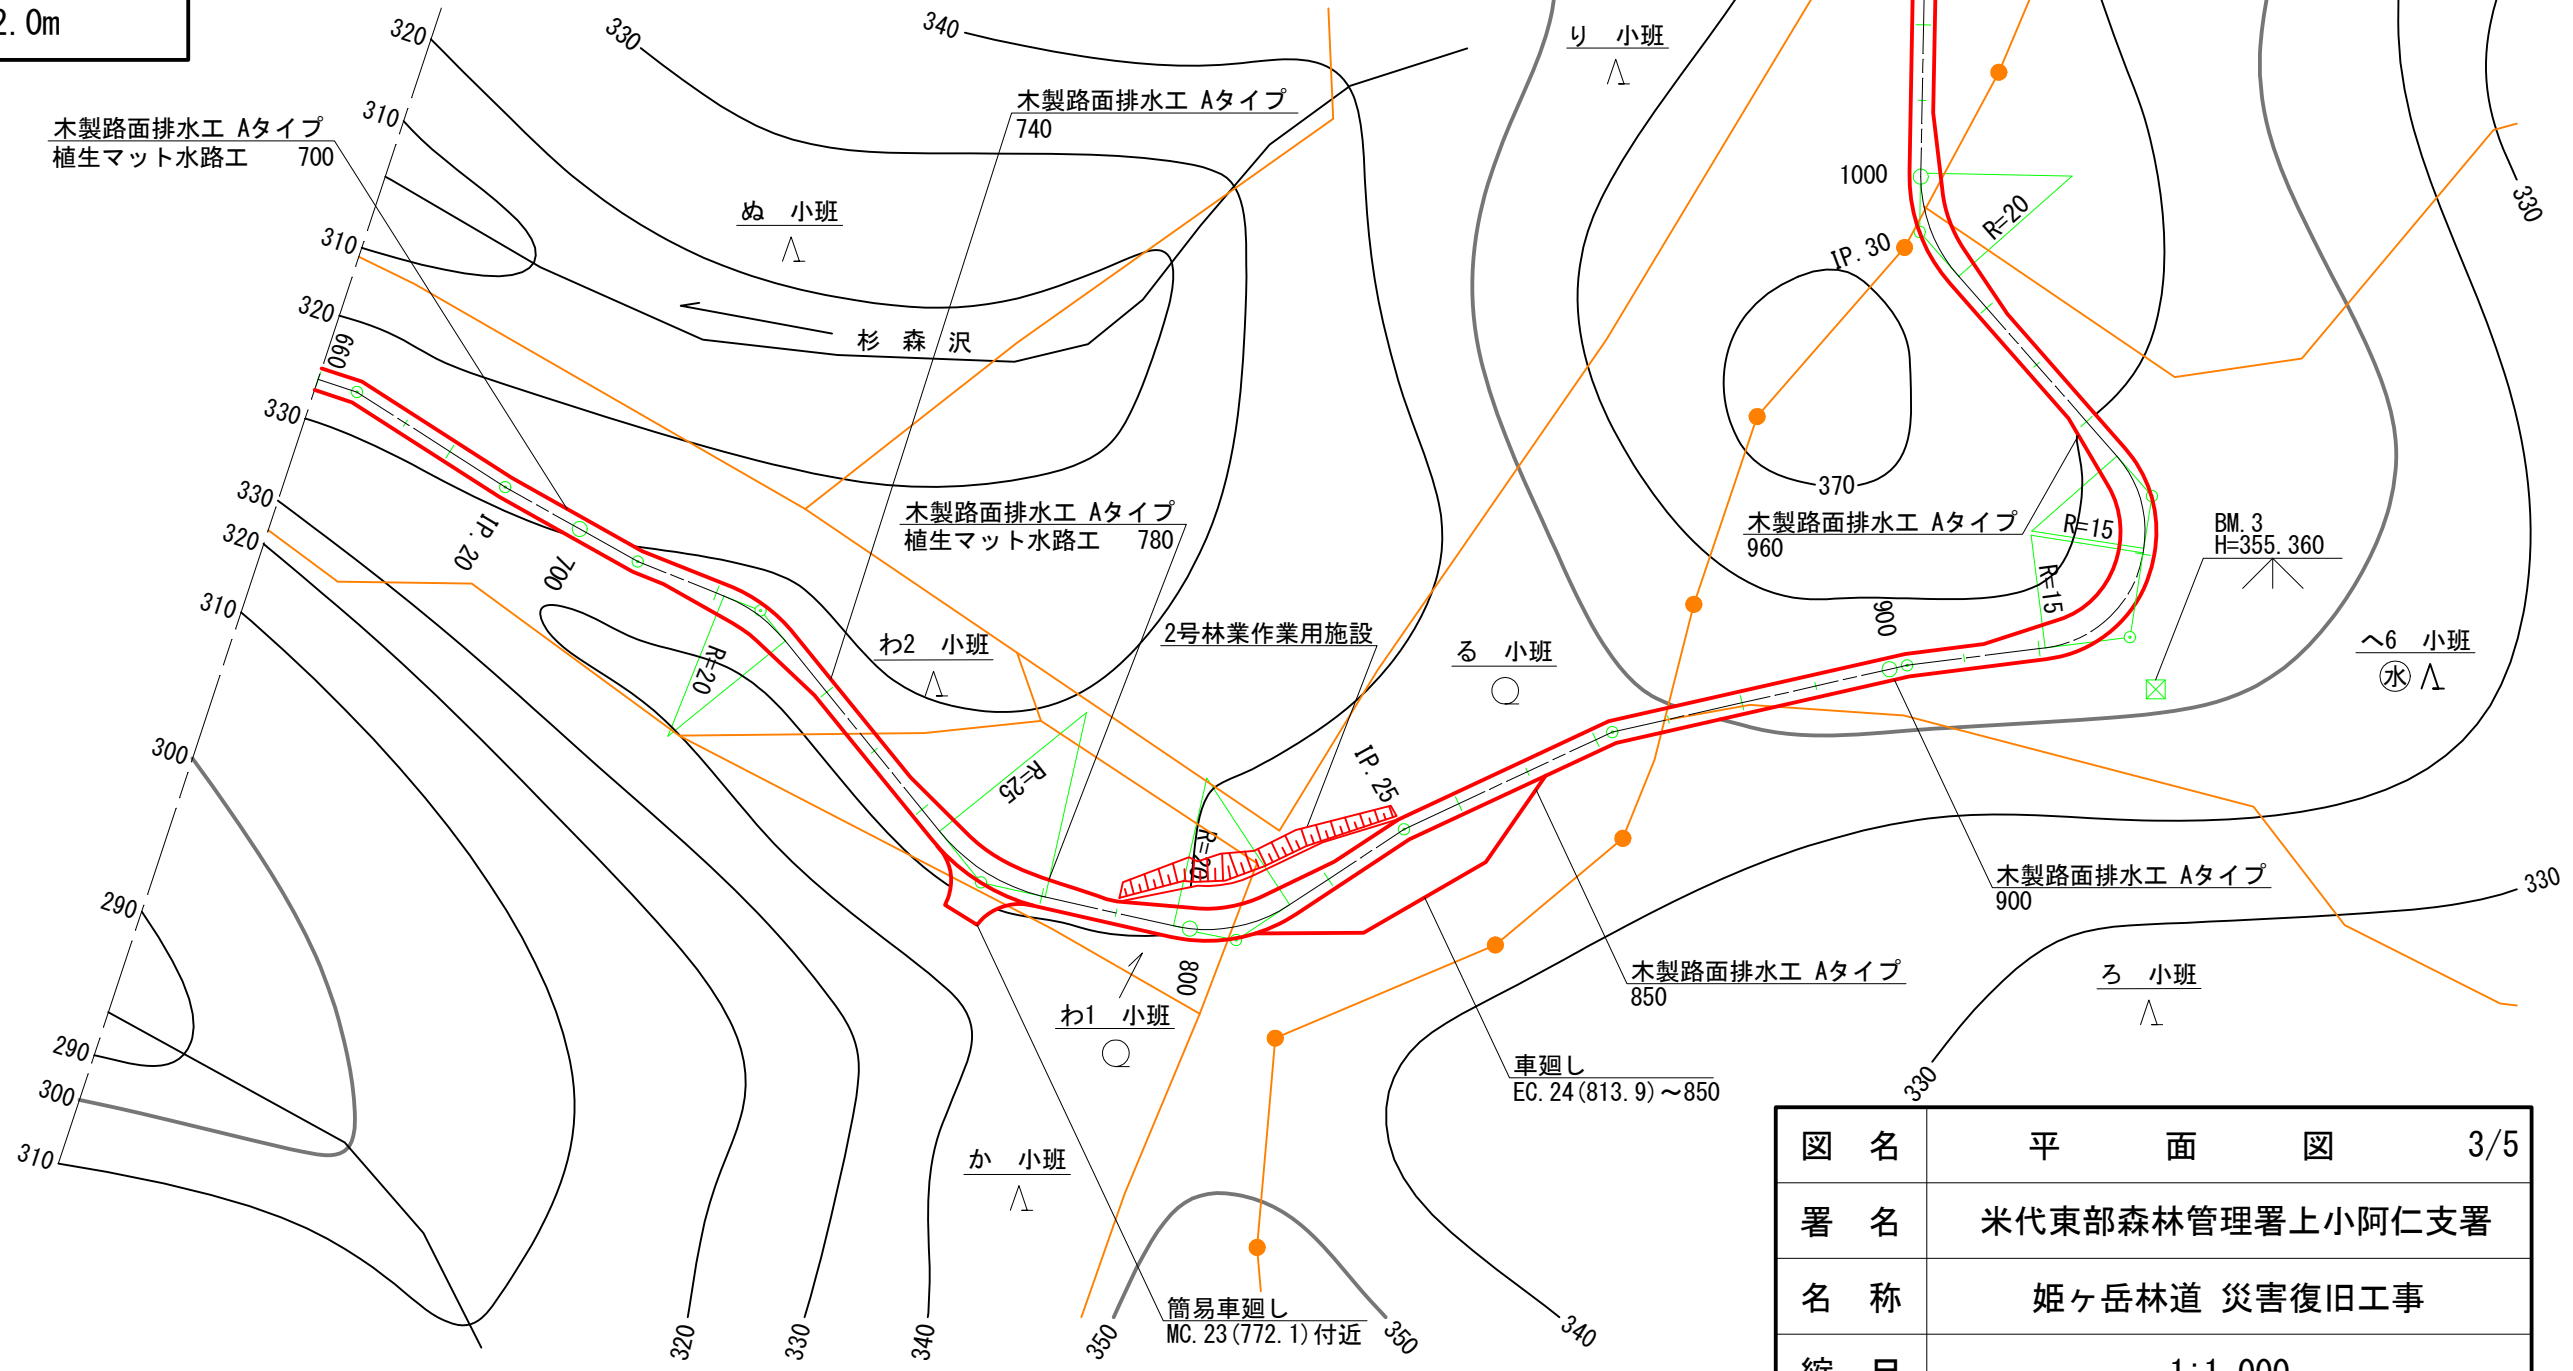 2.0m
320
330
340
り 小班
310
木製路面排水工 Aタイプ
700
植生マット水路工
木製路面排水工 Aタイプ
740
1000
R=20
330
ぬ 小班
310
IP.30
320
杉 森 沢
660
330
370
330
320
IP.20
700
木製路面排水工 Aタイプ
植生マット水路工 780
木製路面排水工 Aタイプ
960
R=15
R=15
BM.3
H=355.360
310
900
わ2 小班
2号林業作業用施設
る 小班
へ6 小班
水
R=20
300
R=25
IP.25
R=20
290
木製路面排水工 Aタイプ
900
330
800
木製路面排水工 Aタイプ
850
ろ 小班
わ1 小班
290
300
車廻し
EC.24(813.9)～850
330
310
か 小班
簡易車廻し
MC.23(772.1)付近
320
330
340
350
350
340
図 名 平 面 図 3/5
署 名 米代東部森林管理署上小阿仁支署
名 称 姫ヶ岳林道 災害復旧工事
縮 尺 1:1,000